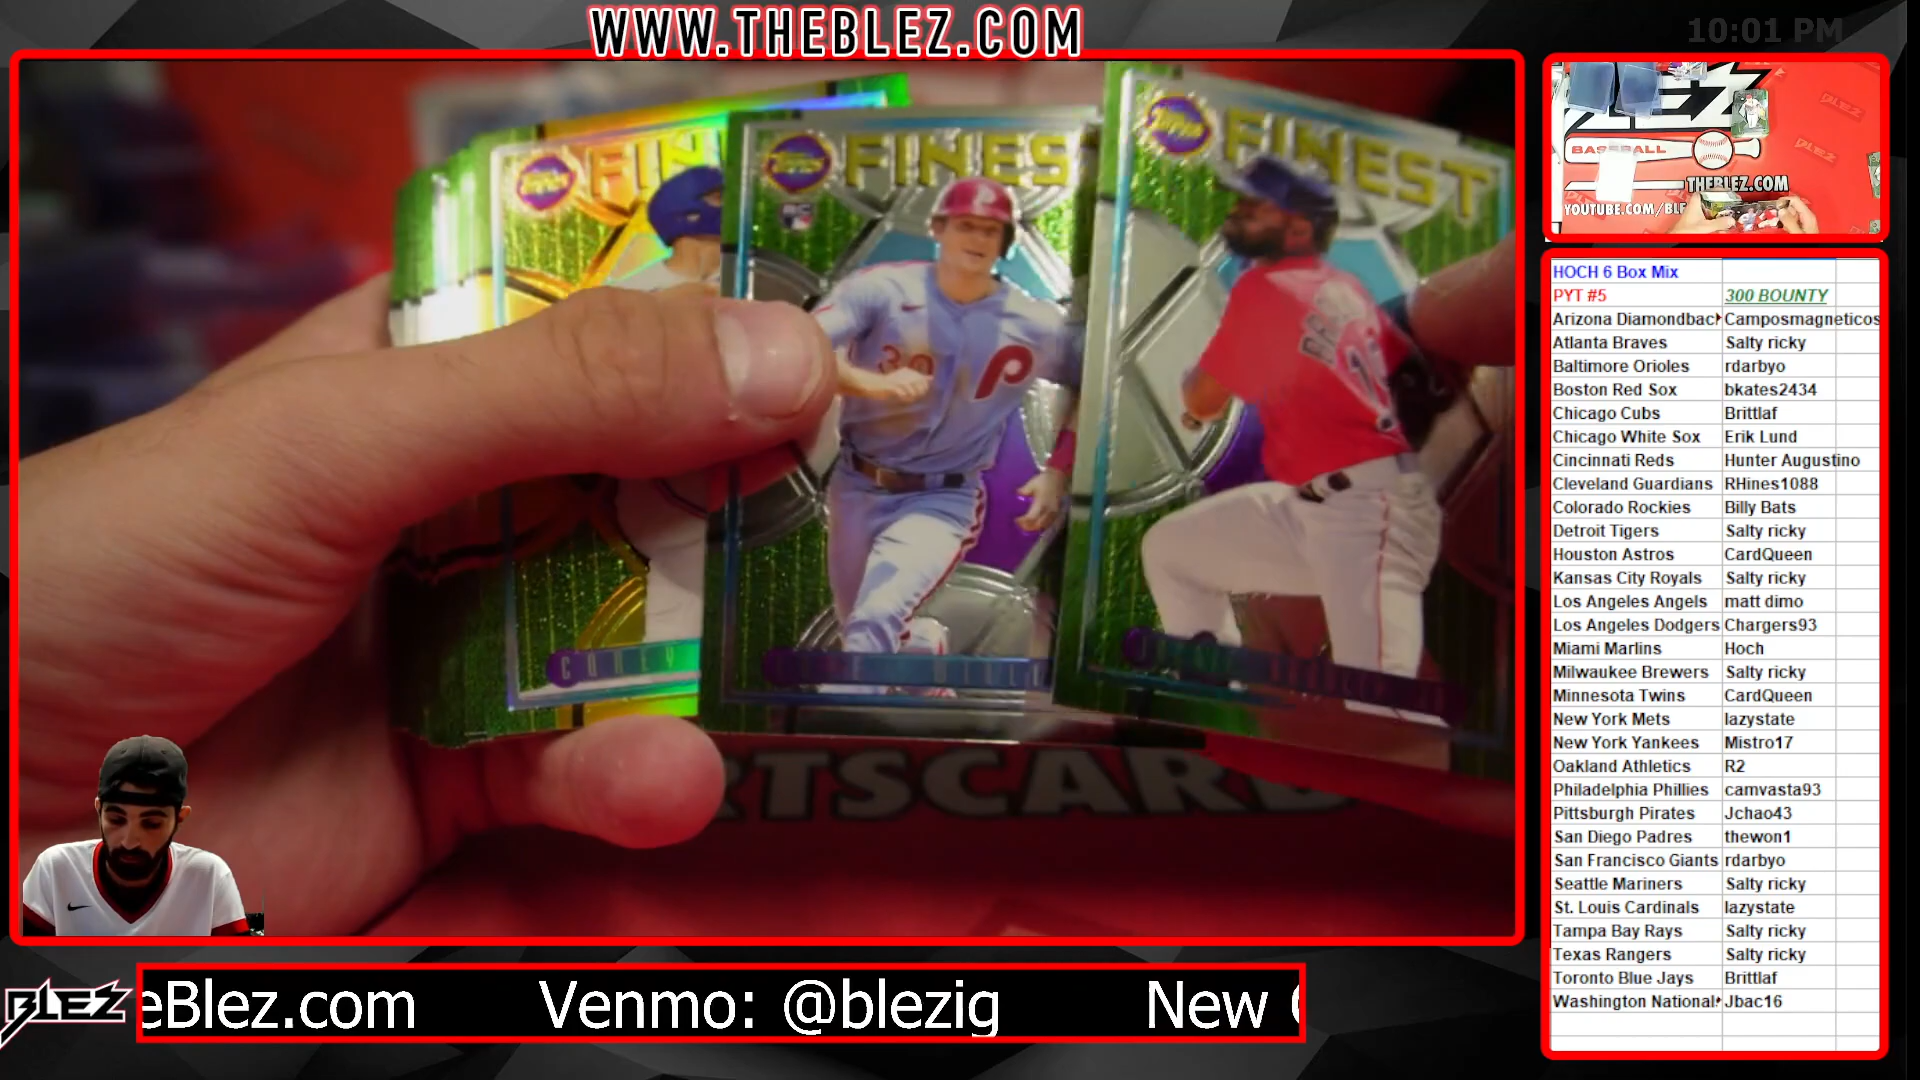 WWW.THEBLEZ.COM
10:01 PM
FINEST
FINES
FIN
30
P
COREY
BASEBALL
THEBLEZ.COM
YOUTUBE.COM/BLE
HOCH 6 Box Mix
PYT #5 300 BOUNTY
Arizona Diamondbac Camposmagneticos
Atlanta Braves Salty ricky
Baltimore Orioles rdarbyo
Boston Red Sox bkates2434
Chicago Cubs Brittlaf
Chicago White Sox Erik Lund
Cincinnati Reds Hunter Augustino
Cleveland Guardians RHines1088
Colorado Rockies Billy Bats
Detroit Tigers Salty ricky
Houston Astros CardQueen
Kansas City Royals Salty ricky
Los Angeles Angels matt dimo
Los Angeles Dodgers Chargers93
Miami Marlins Hoch
Milwaukee Brewers Salty ricky
Minnesota Twins CardQueen
New York Mets lazystate
New York Yankees Mistro17
Oakland Athletics R2
Philadelphia Phillies camvasta93
Pittsburgh Pirates Jchao43
San Diego Padres thewon1
San Francisco Giants rdarbyo
Seattle Mariners Salty ricky
St. Louis Cardinals lazystate
Tampa Bay Rays Salty ricky
Texas Rangers Salty ricky
Toronto Blue Jays Brittlaf
Washington National Jbac16
RTSCARD
BLEZ
eBlez.com Venmo: @blezig New